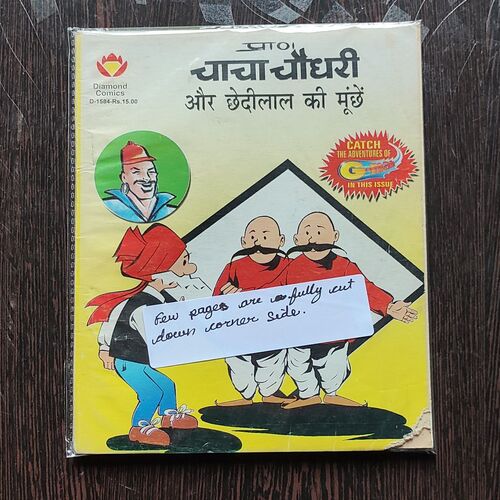 प्राण
चाचा चौधरी
और छेदीलाल की मूंछें
Diamond
Comics
D-1584-Rs.15.00
CATCH
THE ADVENTURES OF
IN THIS ISSUE
Few pages are fully cut
down corner side.